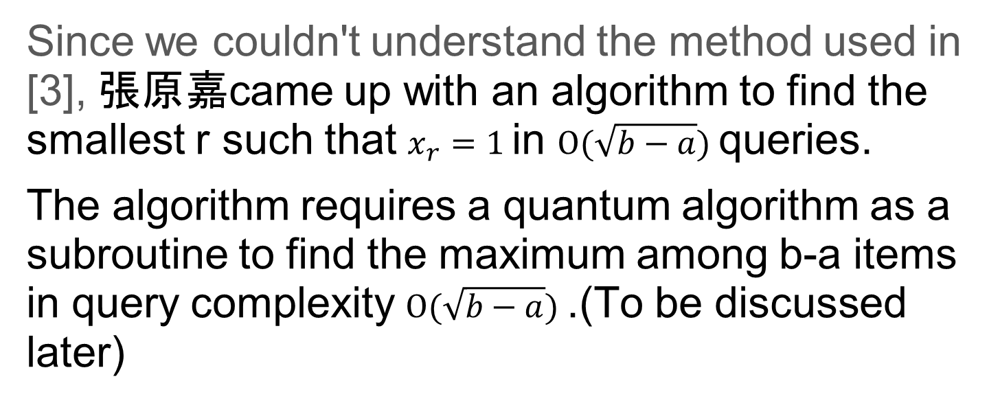 Since we couldn't understand the method used in
[3], 張原嘉came up with an algorithm to find the
smallest r such that $x_r = 1$ in $O(\sqrt{b-a})$ queries.
The algorithm requires a quantum algorithm as a
subroutine to find the maximum among b-a items
in query complexity $O(\sqrt{b-a})$ .(To be discussed
later)